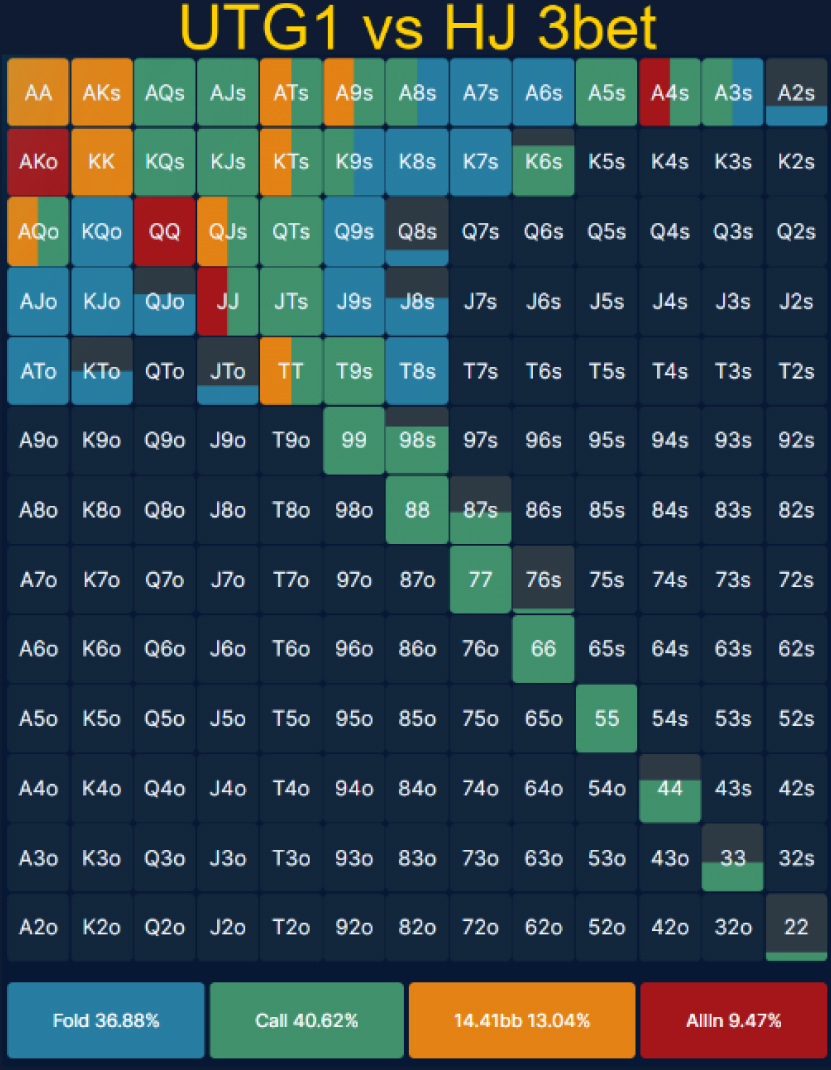 UTG1 vs HJ 3bet
AA AKs AQs AJs ATs A9s A8s A7s A6s A5s A4s A3s A2s
AKo KK KQs KJs KTs K9s K8s K7s K6s K5s K4s K3s K2s
AQo KQo QQ QJs QTs Q9s Q8s Q7s Q6s Q5s Q4s Q3s Q2s
AJo KJo QJo JJ JTs J9s J8s J7s J6s J5s J4s J3s J2s
ATo KTo QTo JTo TT T9s T8s T7s T6s T5s T4s T3s T2s
A9o K9o Q9o J9o T9o 99 98s 97s 96s 95s 94s 93s 92s
A8o K8o Q8o J8o T8o 98o 88 87s 86s 85s 84s 83s 82s
A7o K7o Q7o J7o T7o 97o 87o 77 76s 75s 74s 73s 72s
A6o K6o Q6o J6o T6o 96o 86o 76o 66 65s 64s 63s 62s
A5o K5o Q5o J5o T5o 95o 85o 75o 65o 55 54s 53s 52s
A4o K4o Q4o J4o T4o 94o 84o 74o 64o 54o 44 43s 42s
A3o K3o Q3o J3o T3o 93o 83o 73o 63o 53o 43o 33 32s
A2o K2o Q2o J2o T2o 92o 82o 72o 62o 52o 42o 32o 22
Fold 36.88% Call 40.62% 14.41bb 13.04% AllIn 9.47%